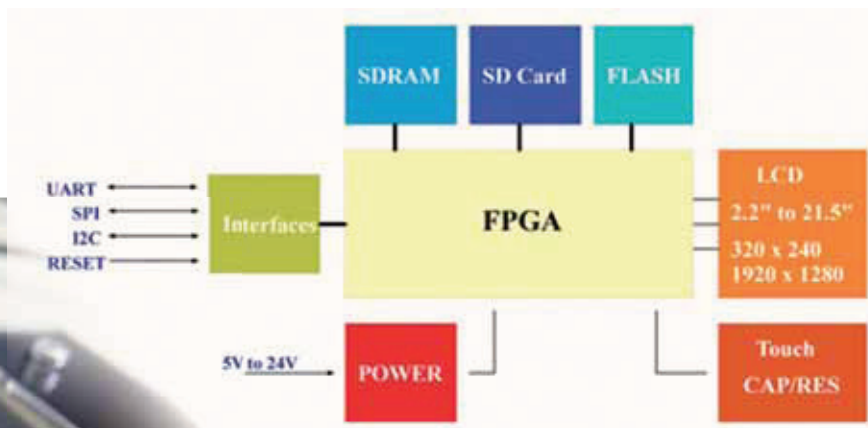 SDRAM
SD Card
FLASH
UART
SPI
I2C
RESET
Interfaces
FPGA
LCD
2.2" to 21.5"
320 x 240
1920 x 1280
5V to 24V
POWER
Touch
CAP/RES